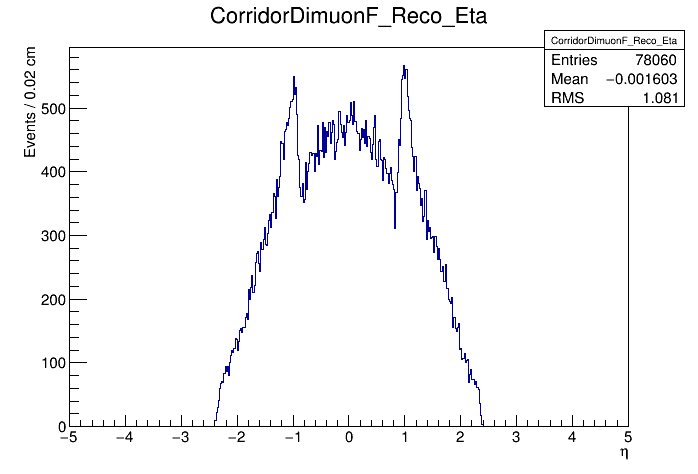 CorridorDimuonF_Reco_Eta
CorridorDimuonF_Reco_Eta
Entries 78060
Mean −0.001603
RMS 1.081
Events / 0.02 cm
500
400
300
200
100
0
−5 −4 −3 −2 −1 0 1 2 3 4 5
η